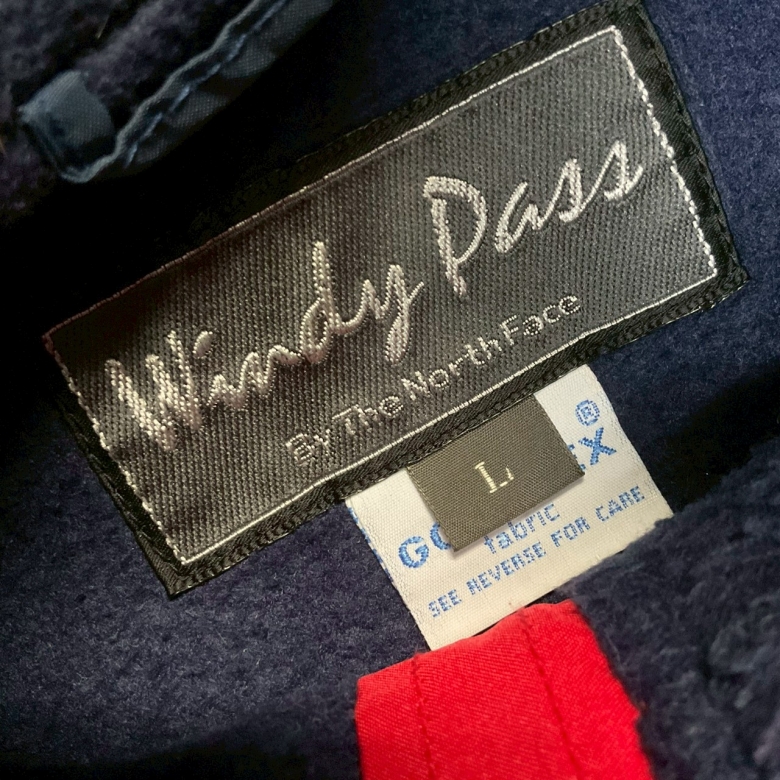 Windy Pass
By The North Face
L
®
fabric
SEE REVERSE FOR CARE